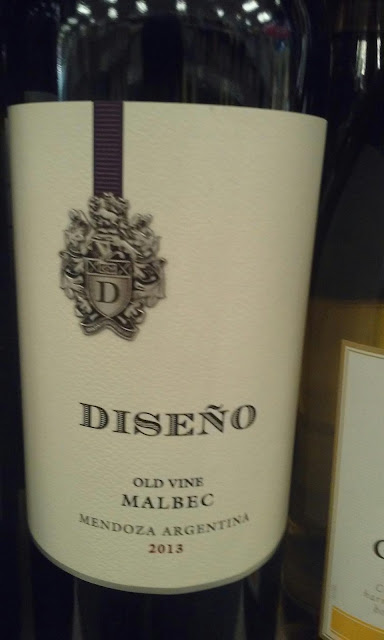 D
DISEÑO
OLD VINE
MALBEC
MENDOZA ARGENTINA
2013